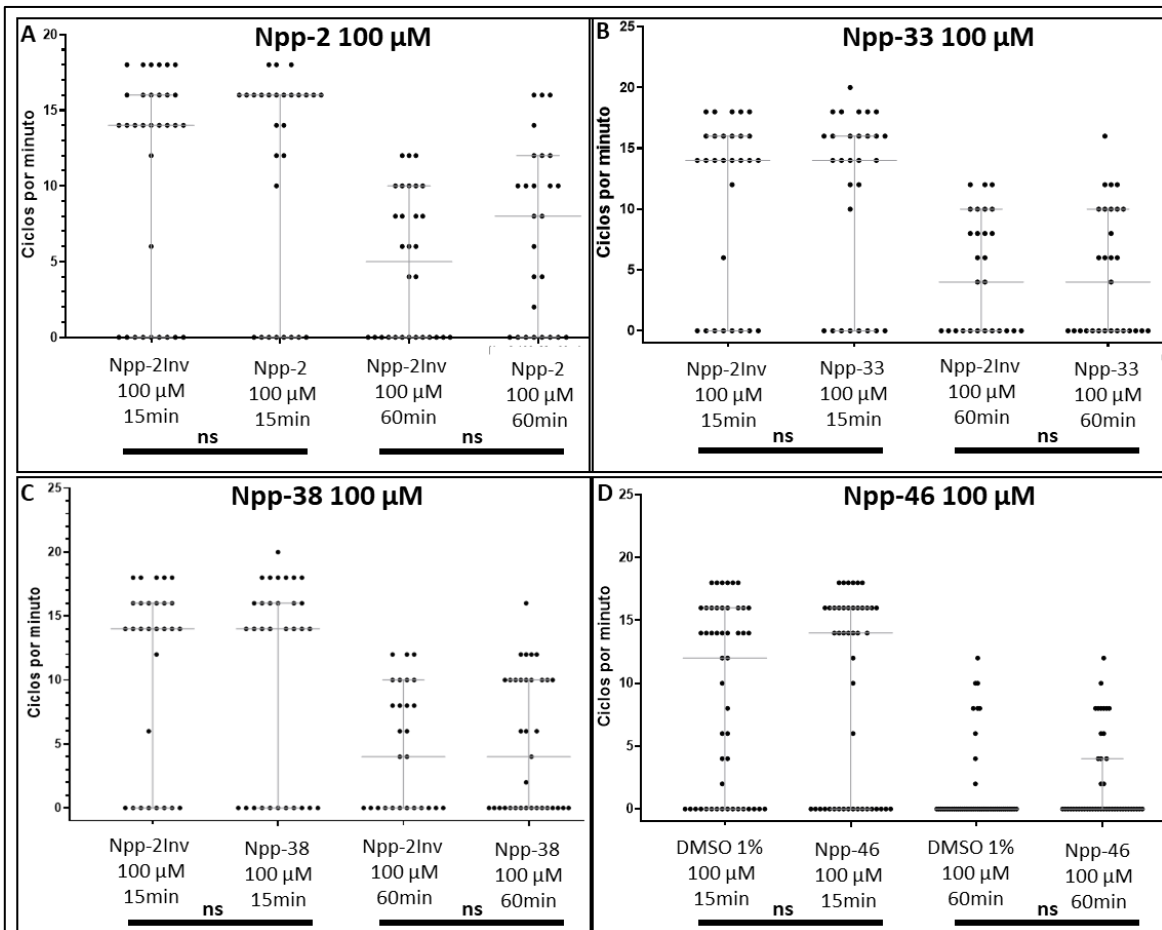 A
Npp-2 100 µM
Ciclos por minuto
20
15
10
5
0
Npp-2Inv
100 µM
15min
Npp-2
100 µM
15min
Npp-2Inv
100 µM
60min
Npp-2
100 µM
60min
ns
ns
B
Npp-33 100 µM
Ciclos por minuto
25
20
15
10
5
0
Npp-2Inv
100 µM
15min
Npp-33
100 µM
15min
Npp-2Inv
100 µM
60min
Npp-33
100 µM
60min
ns
ns
C
Npp-38 100 µM
Ciclos por minuto
25
20
15
10
5
0
Npp-2Inv
100 µM
15min
Npp-38
100 µM
15min
Npp-2Inv
100 µM
60min
Npp-38
100 µM
60min
ns
ns
D
Npp-46 100 µM
Ciclos por minuto
25
20
15
10
5
0
DMSO 1%
100 µM
15min
Npp-46
100 µM
15min
DMSO 1%
100 µM
60min
Npp-46
100 µM
60min
ns
ns